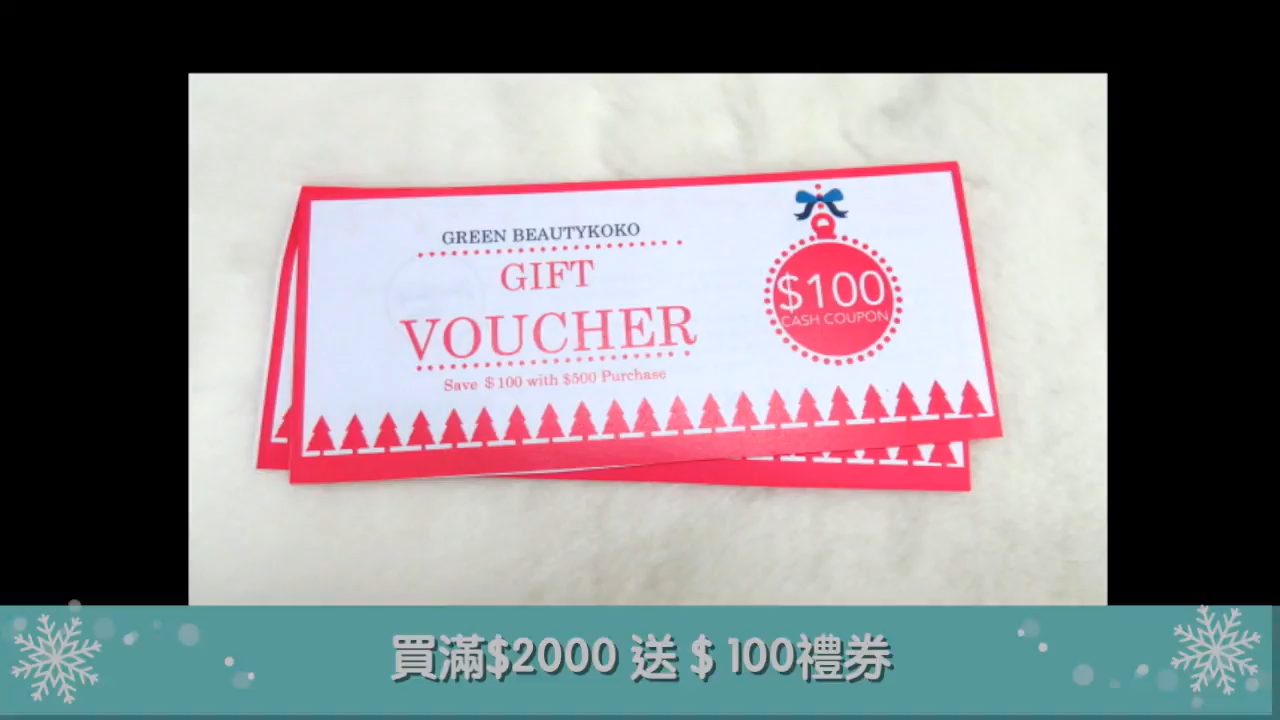 GREEN BEAUTYKOKO
GIFT
VOUCHER
Save $100 with $500 Purchase
$100
CASH COUPON
買滿$2000 送 $ 100禮券